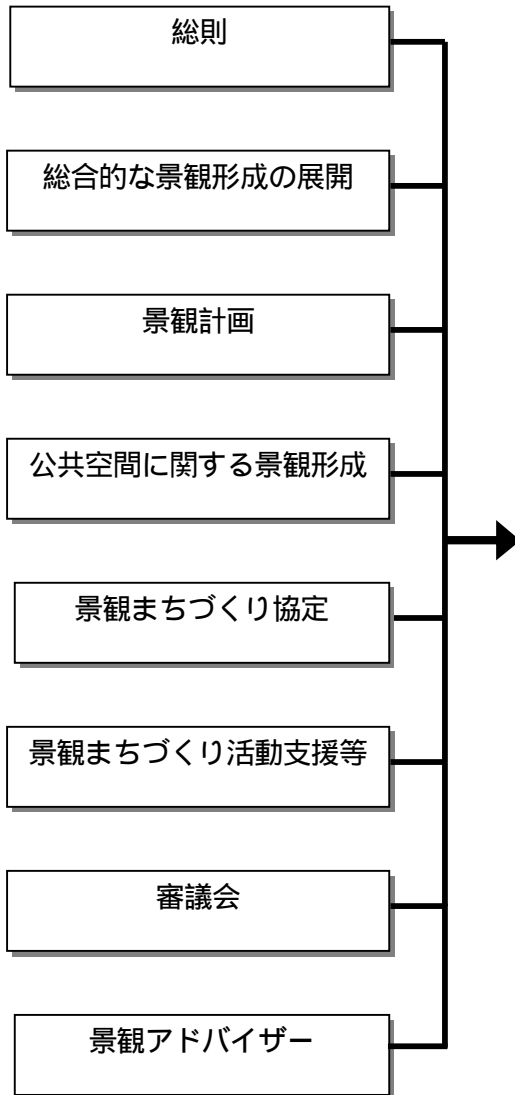 総則
総合的な景観形成の展開
景観計画
公共空間に関する景観形成
景観まちづくり協定
景観まちづくり活動支援等
審議会
景観アドバイザー